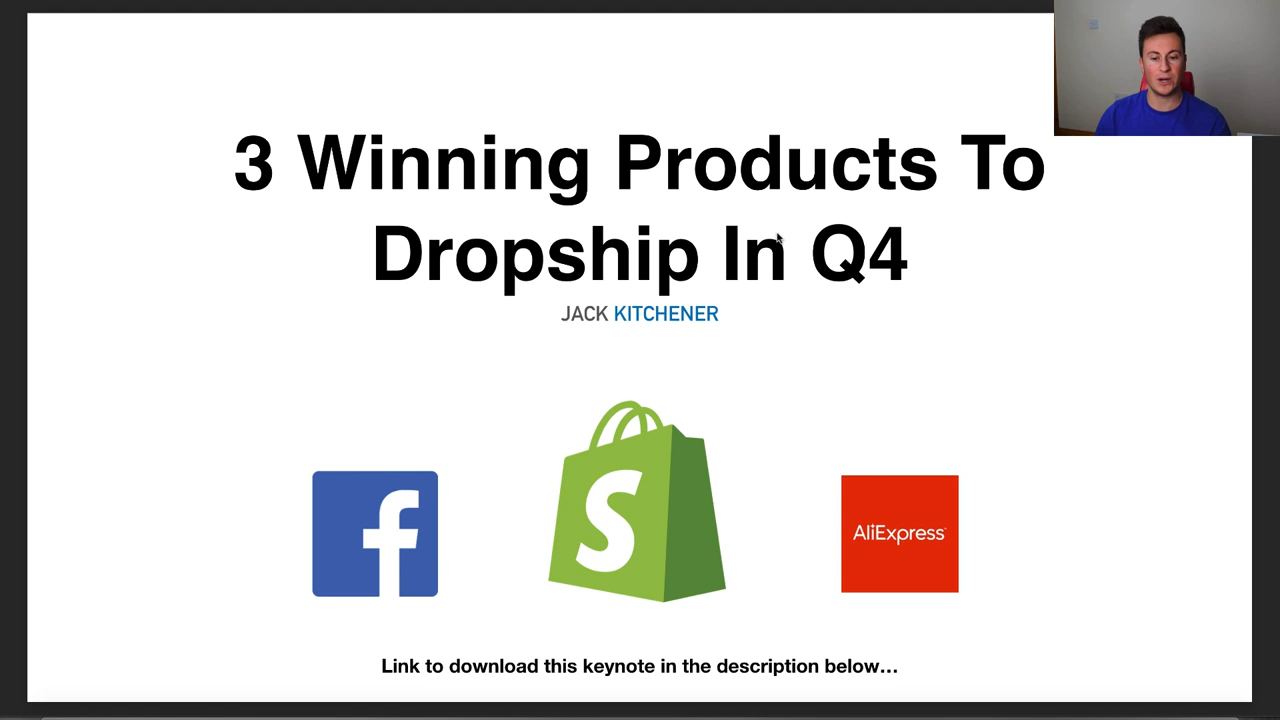 3 Winning Products To
Dropship In Q4
JACK KITCHENER
f
S
AliExpress
Link to download this keynote in the description below…